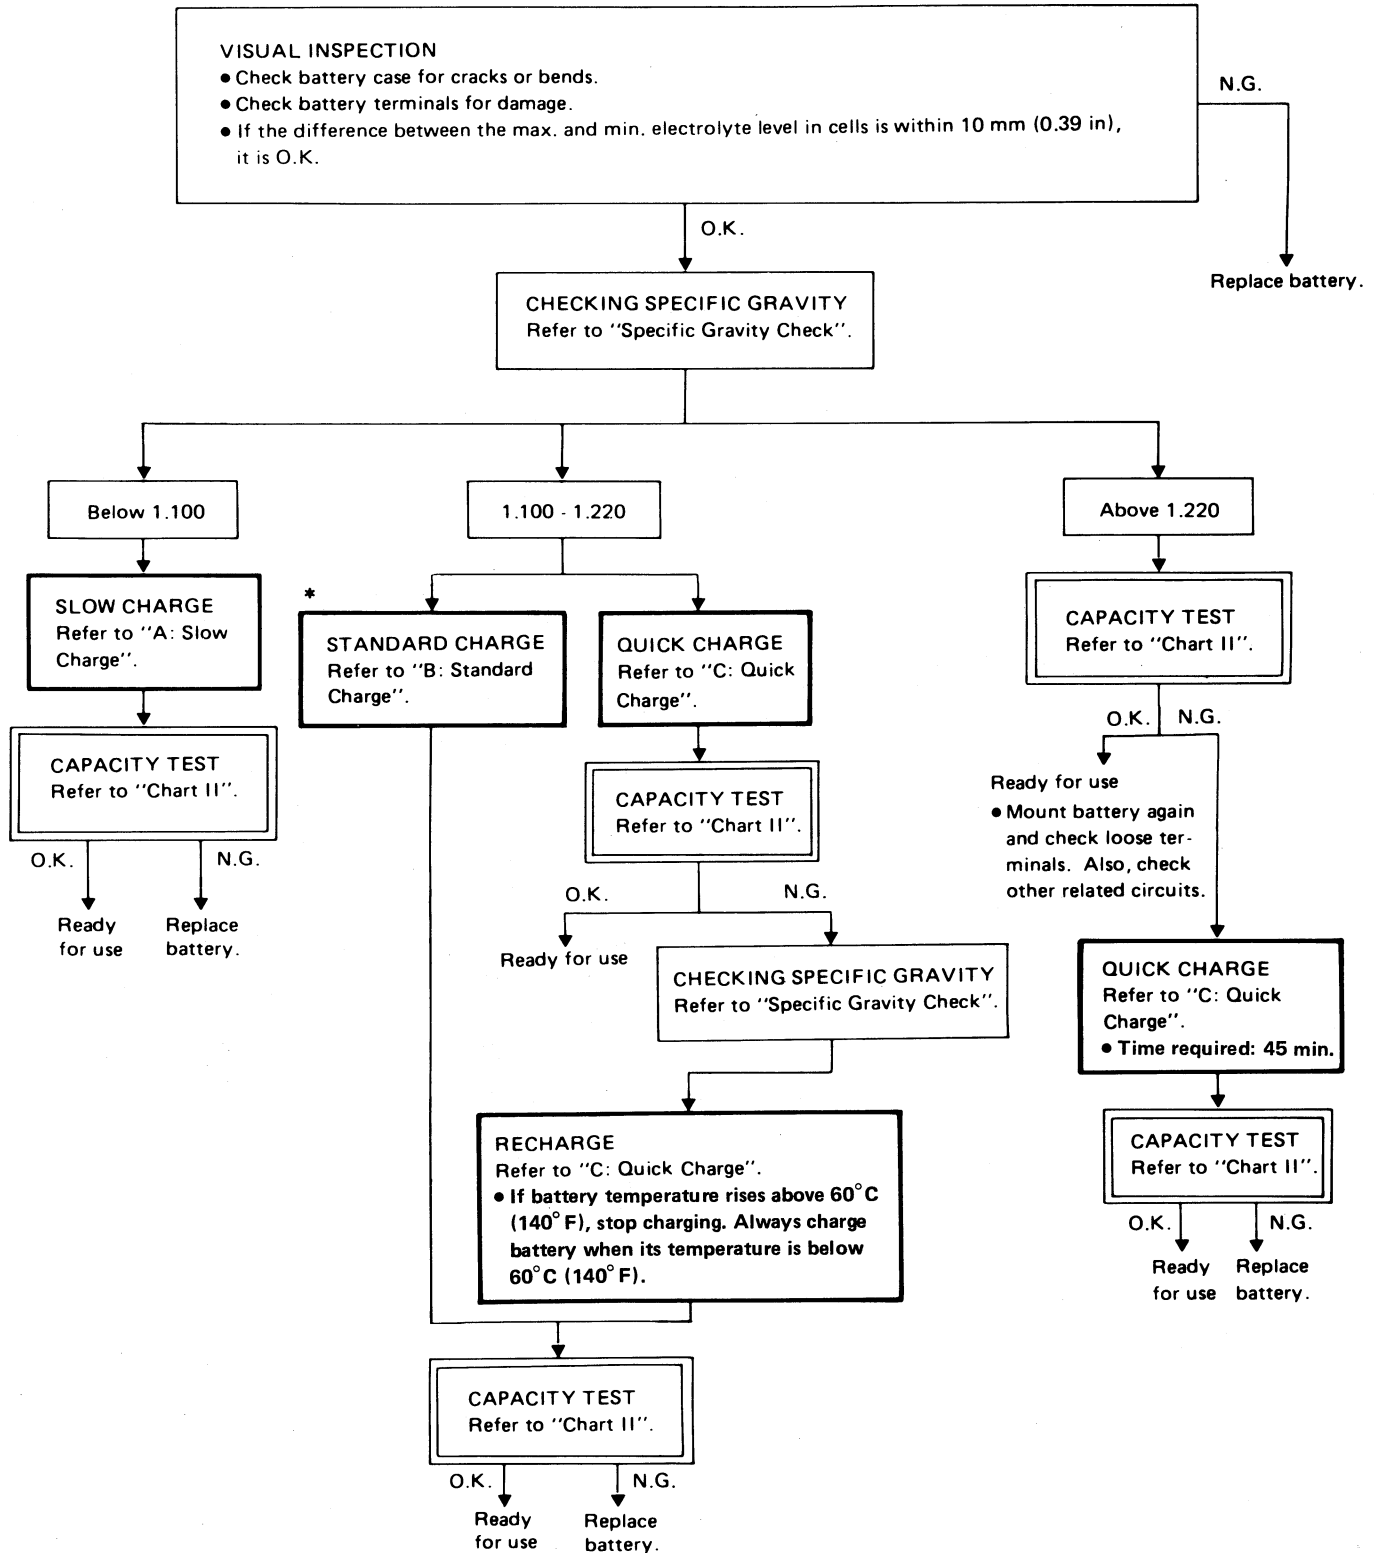 VISUAL INSPECTION
● Check battery case for cracks or bends.
● Check battery terminals for damage.
● If the difference between the max. and min. electrolyte level in cells is within 10 mm (0.39 in),
it is O.K.
N.G.
Replace battery.
O.K.
CHECKING SPECIFIC GRAVITY
Refer to "Specific Gravity Check".
Below 1.100
SLOW CHARGE
Refer to "A: Slow
Charge".
CAPACITY TEST
Refer to "Chart II".
O.K.
N.G.
Ready
for use
Replace
battery.
1.100 - 1.220
*
STANDARD CHARGE
Refer to "B: Standard
Charge".
QUICK CHARGE
Refer to "C: Quick
Charge".
CAPACITY TEST
Refer to "Chart II".
O.K.
N.G.
Ready for use
CHECKING SPECIFIC GRAVITY
Refer to "Specific Gravity Check".
RECHARGE
Refer to "C: Quick Charge".
● If battery temperature rises above 60°C
(140°F), stop charging. Always charge
battery when its temperature is below
60°C (140°F).
CAPACITY TEST
Refer to "Chart II".
O.K.
N.G.
Ready
for use
Replace
battery.
Above 1.220
CAPACITY TEST
Refer to "Chart II".
O.K.
N.G.
Ready for use
● Mount battery again
and check loose ter-
minals. Also, check
other related circuits.
QUICK CHARGE
Refer to "C: Quick
Charge".
● Time required: 45 min.
CAPACITY TEST
Refer to "Chart II".
O.K.
N.G.
Ready
for use
Replace
battery.